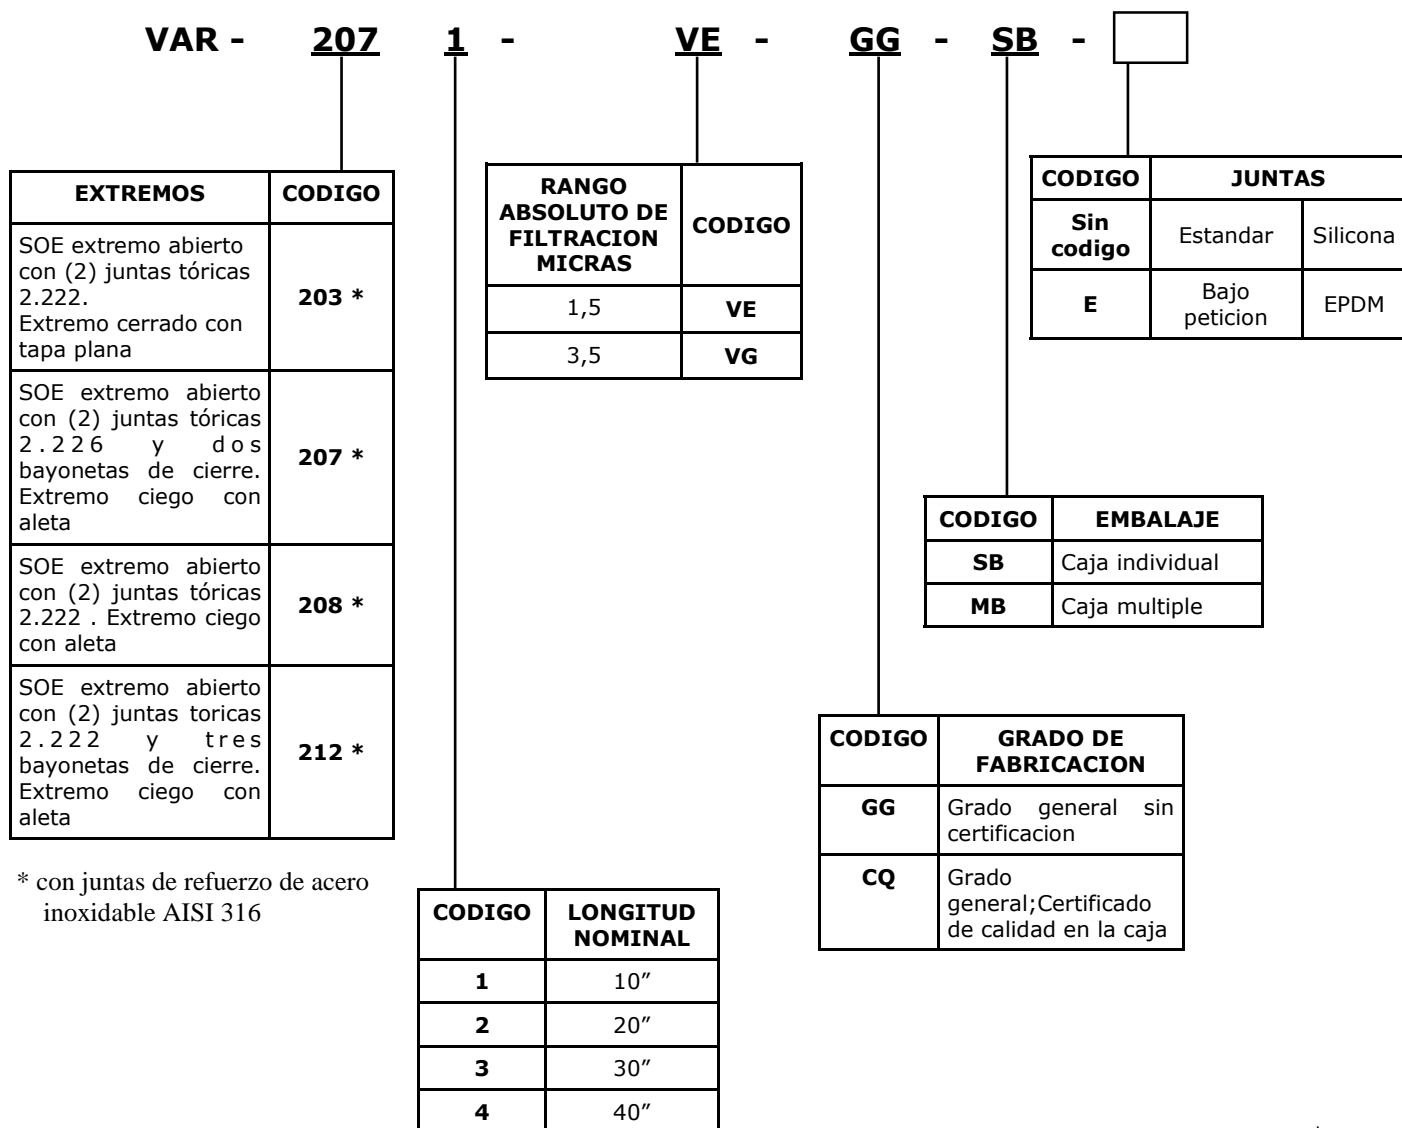 VAR - 207 1 - VE - GG - SB -
EXTREMOS CODIGO
SOE extremo abierto
con (2) juntas tóricas
2.222.
Extremo cerrado con
tapa plana
203 *
SOE extremo abierto
con (2) juntas tóricas
2.226 y dos
bayonetas de cierre.
Extremo ciego con
aleta
207 *
SOE extremo abierto
con (2) juntas tóricas
2.222 . Extremo ciego
con aleta
208 *
SOE extremo abierto
con (2) juntas toricas
2.222 y tres
bayonetas de cierre.
Extremo ciego con
aleta
212 *
* con juntas de refuerzo de acero
inoxidable AISI 316
RANGO
ABSOLUTO DE
FILTRACION
MICRAS
CODIGO
1,5 VE
3,5 VG
CODIGO JUNTAS
Sin
codigo
Estandar Silicona
E
Bajo
peticion
EPDM
CODIGO EMBALAJE
SB Caja individual
MB Caja multiple
CODIGO GRADO DE
FABRICACION
GG Grado general sin
certificacion
CQ Grado
general;Certificado
de calidad en la caja
CODIGO LONGITUD
NOMINAL
1 10”
2 20”
3 30”
4 40”